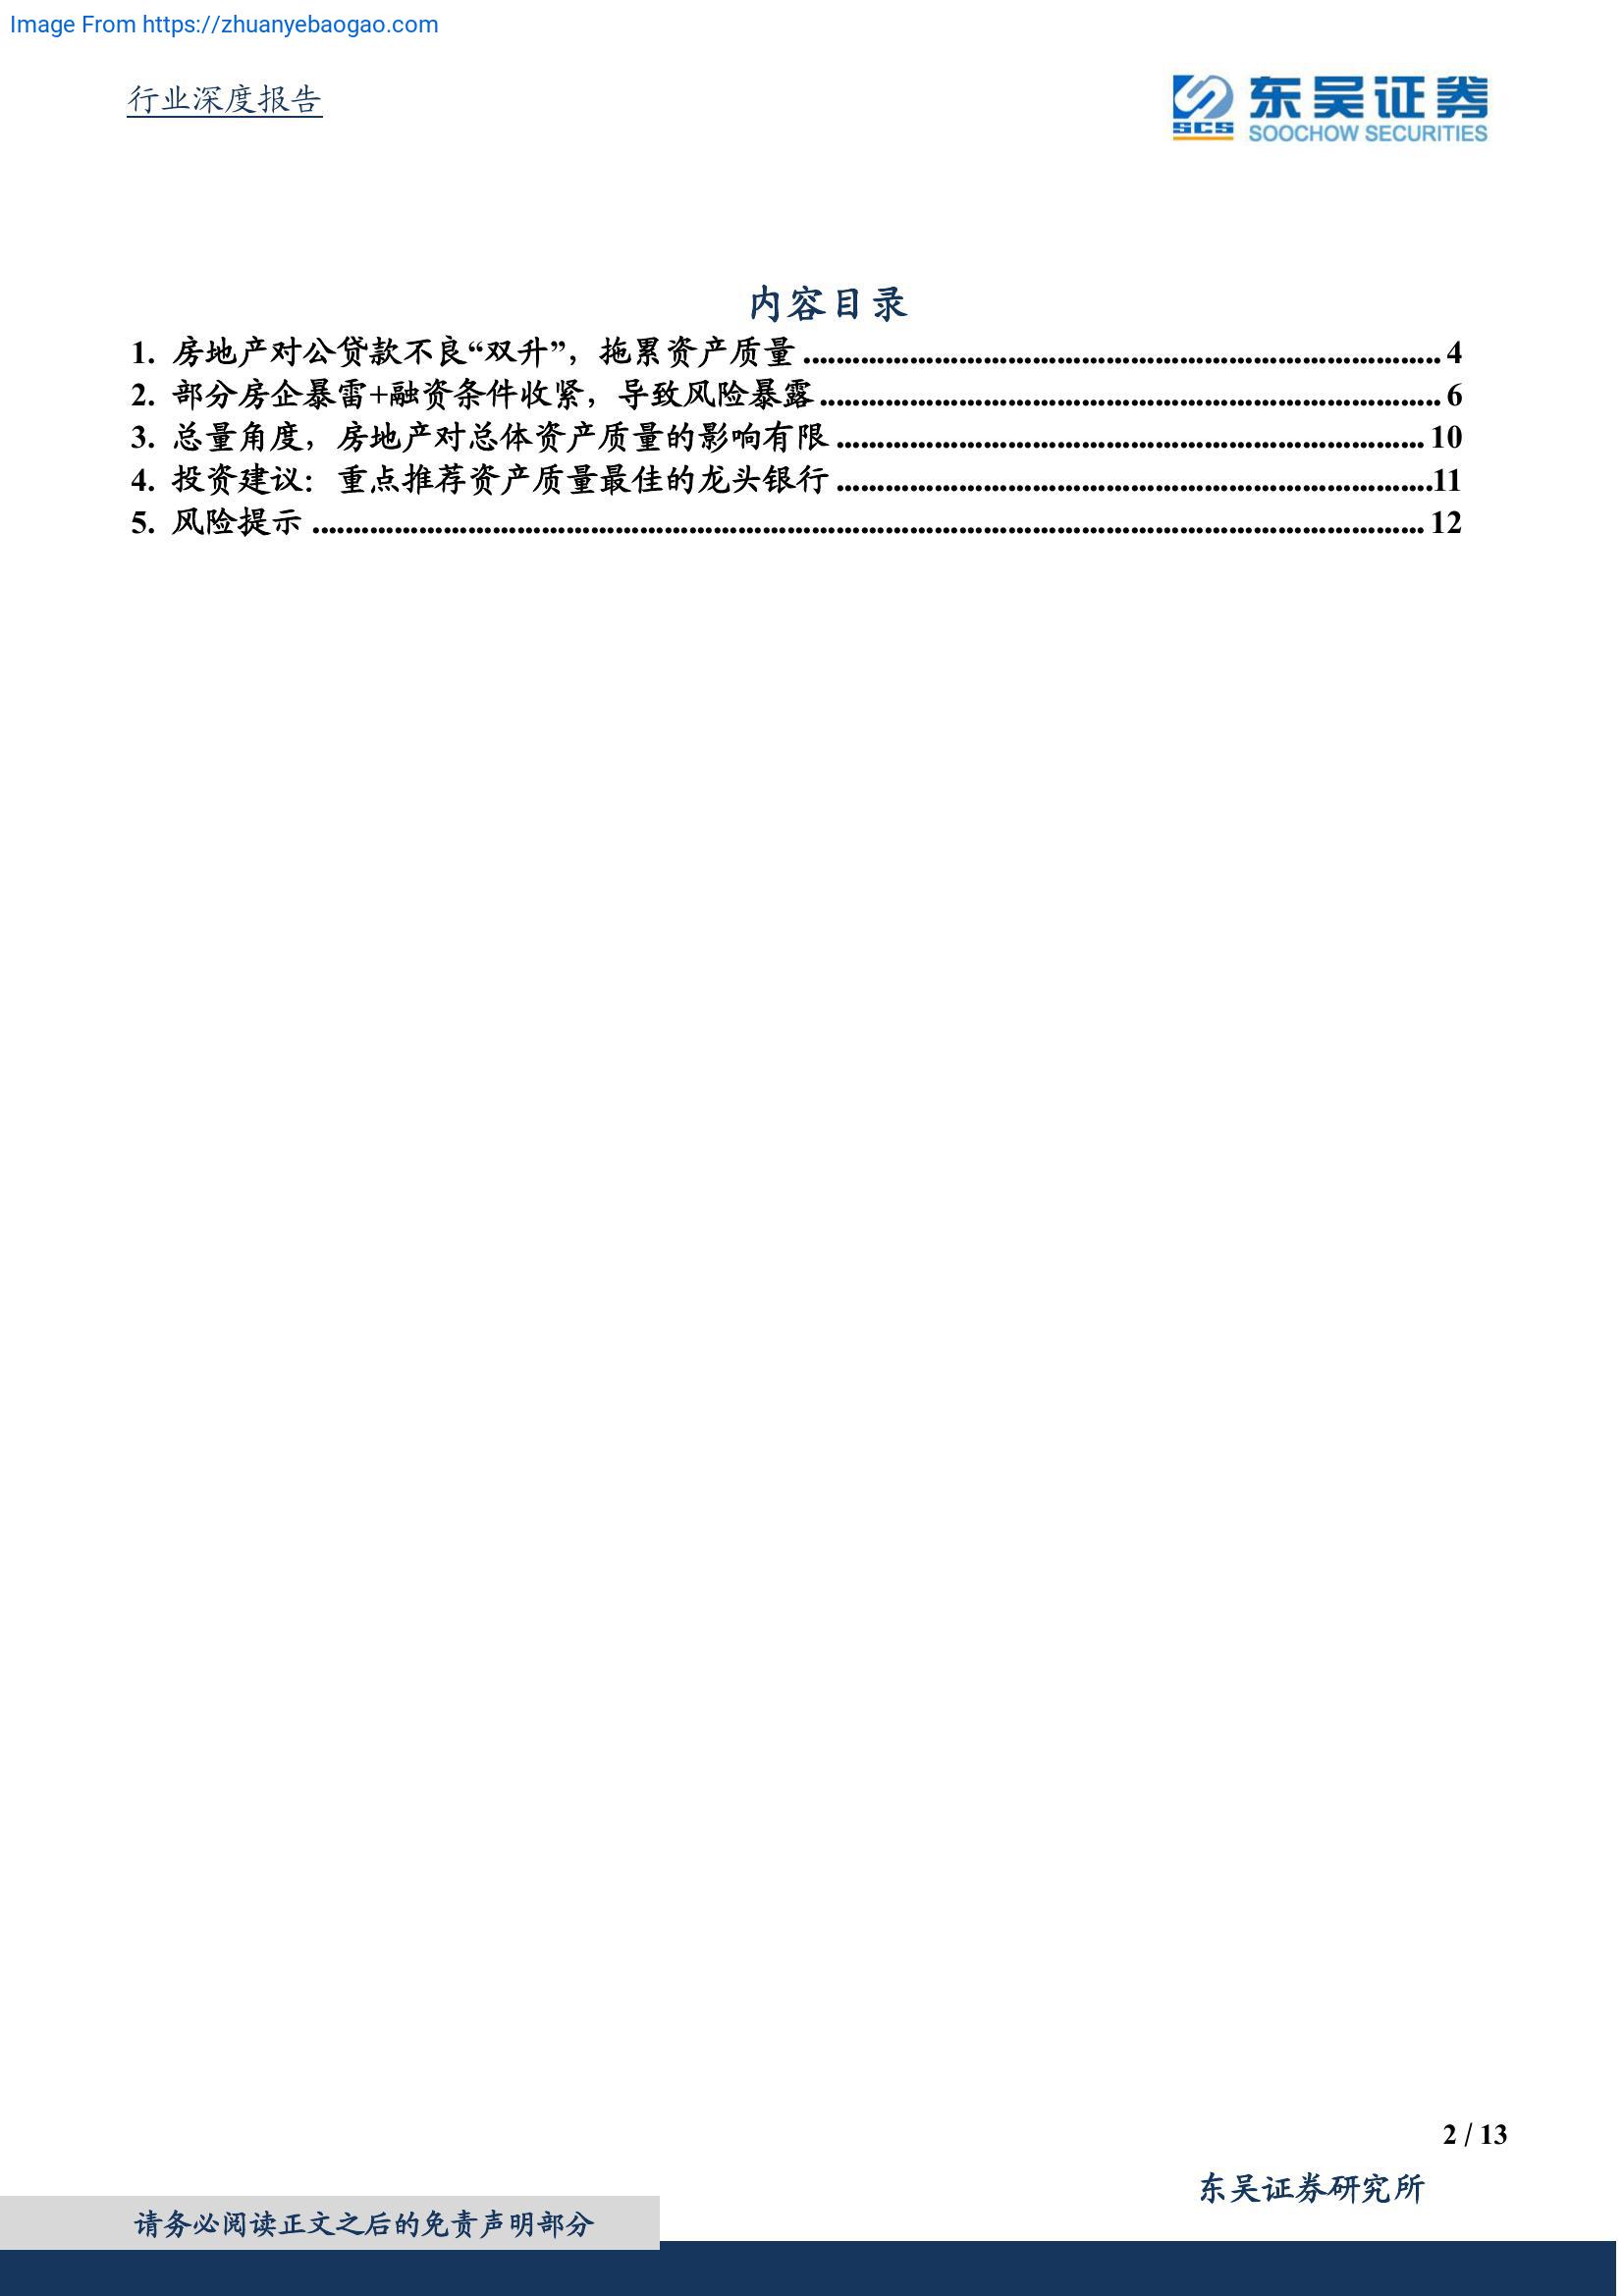 Image From https://zhuanyebaogao.com
行业深度报告
SCS
东吴证券
SOOCHOW SECURITIES
内容目录
1. 房地产对公贷款不良“双升”，拖累资产质量 ........ 4
2. 部分房企暴雷+融资条件收紧，导致风险暴露 ........ 6
3. 总量角度，房地产对总体资产质量的影响有限 ........ 10
4. 投资建议：重点推荐资产质量最佳的龙头银行 ........ 11
5. 风险提示 ........ 12
2 / 13
东吴证券研究所
请务必阅读正文之后的免责声明部分